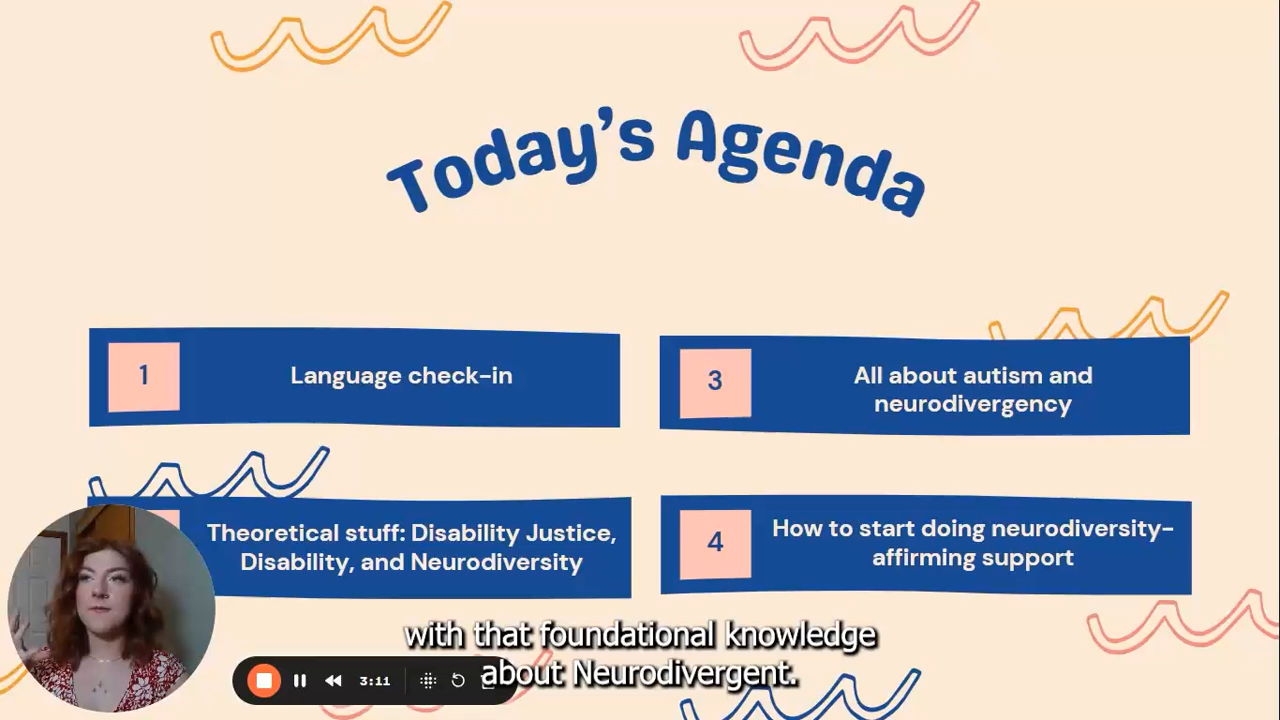 Today's Agenda
1
Language check-in
3
All about autism and
neurodivergency
Theoretical stuff: Disability Justice,
Disability, and Neurodiversity
4
How to start doing neurodiversity-
affirming support
with that foundational knowledge
about Neurodivergent.
3:11